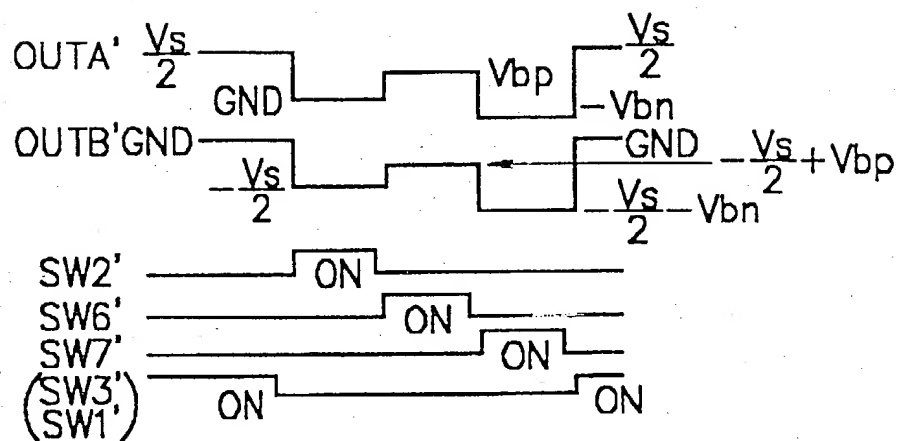 OUTA' Vs/2 Vs/2
Vbp
GND -Vbn
OUTB' GND GND -Vs/2+Vbp
-Vs/2 -Vs/2-Vbn
SW2' ON
SW6' ON
SW7' ON
(SW3' SW1') ON ON